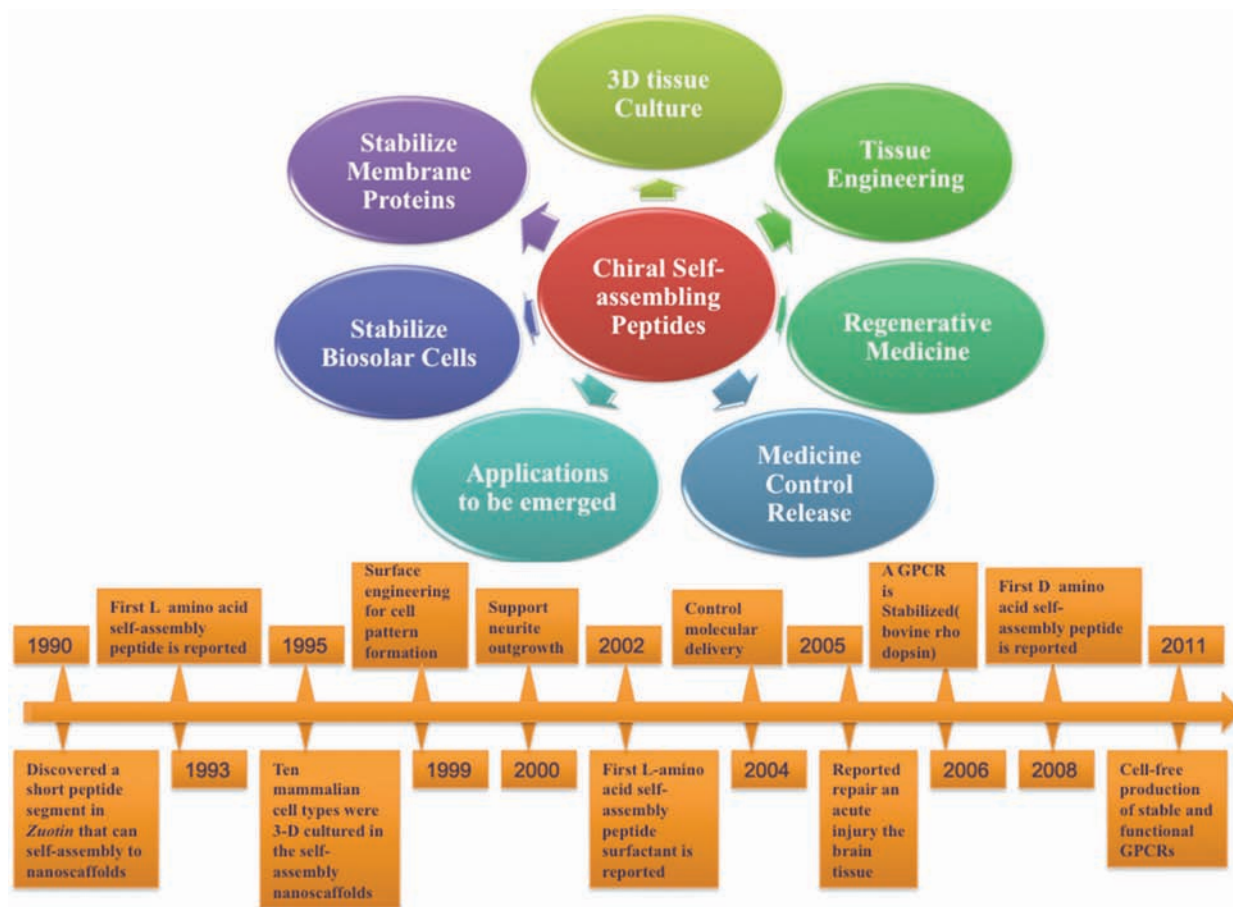 3D tissue
Culture
Stabilize
Membrane
Proteins
Tissue
Engineering
Chiral Self-
assembling
Peptides
Stabilize
Biosolar Cells
Regenerative
Medicine
Applications
to be emerged
Medicine
Control
Release
1990
First L amino acid
self-assembly
peptide is reported
1995
Surface
engineering
for cell
pattern
formation
Support
neurite
outgrowth
2002
Control
molecular
delivery
2005
A GPCR
is
Stabilized(
bovine rho
dopsin)
First D amino
acid self-
assembly peptide
is reported
2011
Discovered a
short peptide
segment in
Zuotin that can
self-assembly to
nanoscaffolds
1993
Ten
mammalian
cell types were
3-D cultured in
the self-
assembly
nanoscaffolds
1999
2000
First L-amino
acid self-
assembly
peptide
surfactant is
reported
2004
Reported
repair an
acute
injury the
brain
tissue
2006
2008
Cell-free
production
of stable and
functional
GPCRs